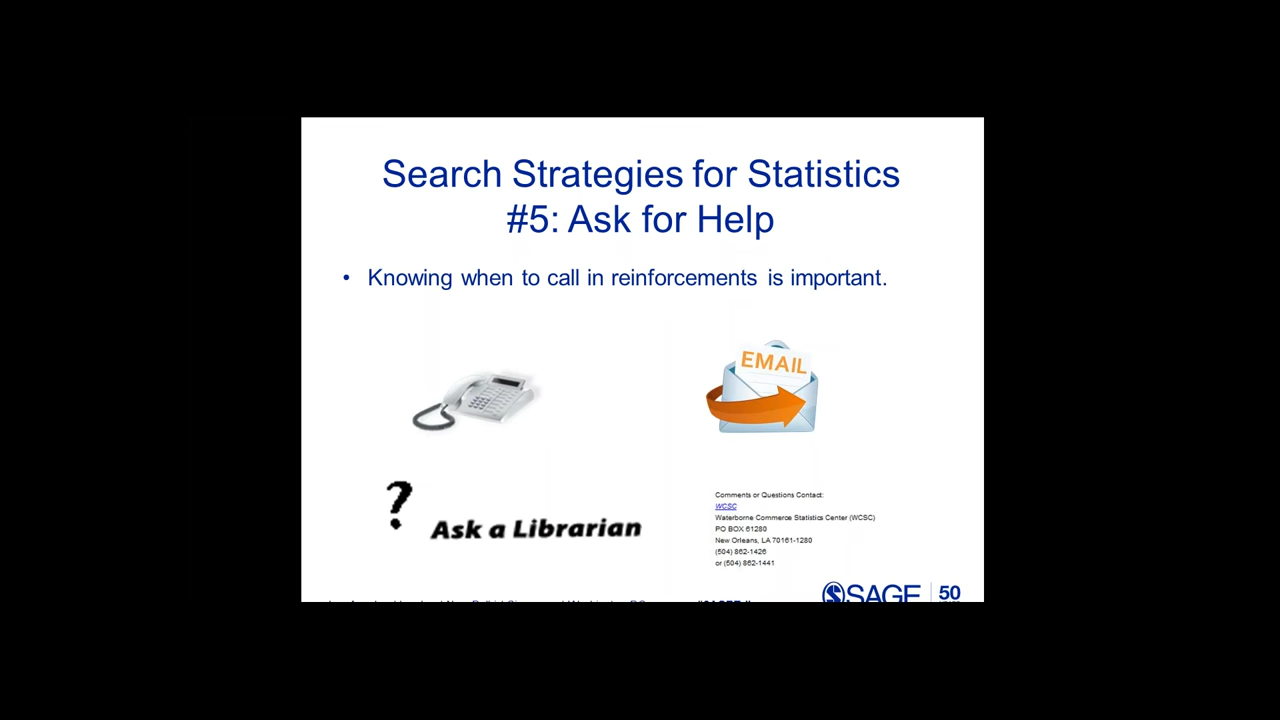 Search Strategies for Statistics
#5: Ask for Help
• Knowing when to call in reinforcements is important.
EMAIL
? Ask a Librarian
Comments or Questions Contact:
WCSC
Waterborne Commerce Statistics Center (WCSC)
PO BOX 61280
New Orleans, LA 70161-1280
(504) 862-1426
or (504) 862-1441
SAGE 50